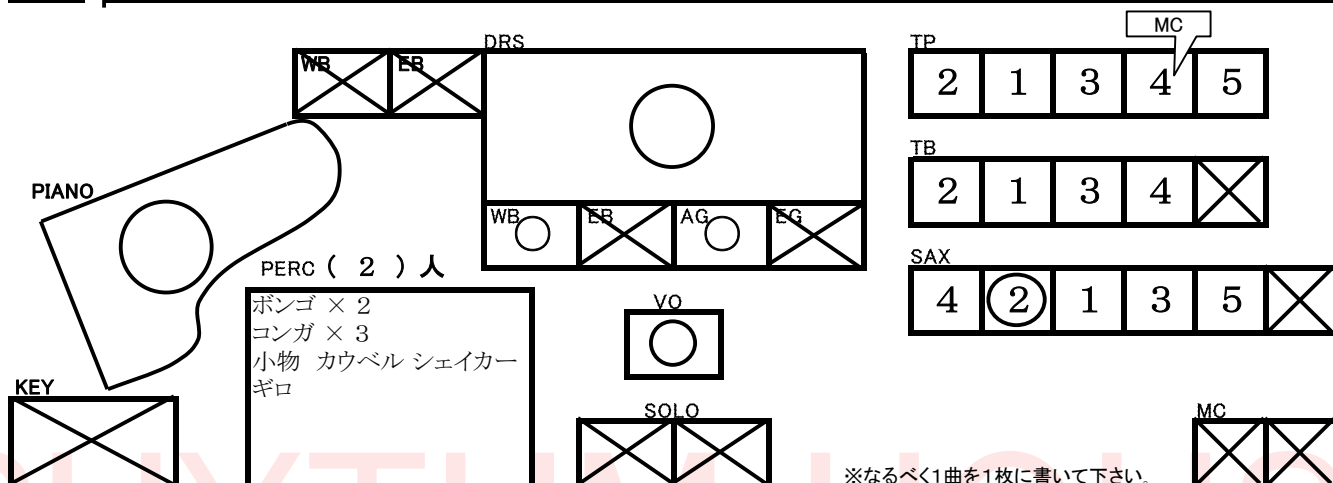 MC
DRS
TP
WB EB
2 1 3 4 5
TB
PIANO
2 1 3 4
WB EB AG EG
SAX
PERC ( 2 ) 人
4 2 1 3 5
ボンゴ × 2
VO
コンガ × 3
小物 カウベル シェイカー
ギロ
KEY
SOLO
MC
※なるべく1曲を1枚に書いて下さい。